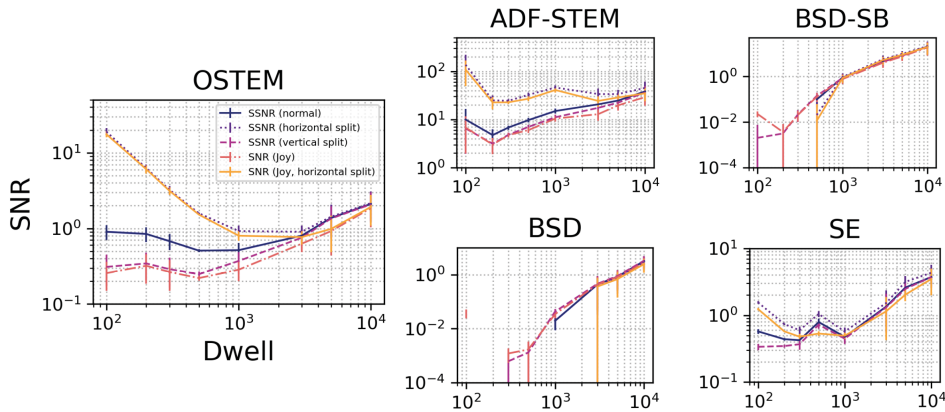 OSTEM
SNR
10¹
10⁰
10⁻¹
10²
10³
10⁴
Dwell
SSNR (normal)
SSNR (horizontal split)
SSNR (vertical split)
SNR (Joy)
SNR (Joy, horizontal split)
ADF-STEM
10²
10¹
10⁰
10²
10³
10⁴
BSD-SB
10⁰
10⁻²
10⁻⁴
10²
10³
10⁴
BSD
10⁰
10⁻²
10⁻⁴
10²
10³
10⁴
SE
10¹
10⁰
10⁻¹
10²
10³
10⁴